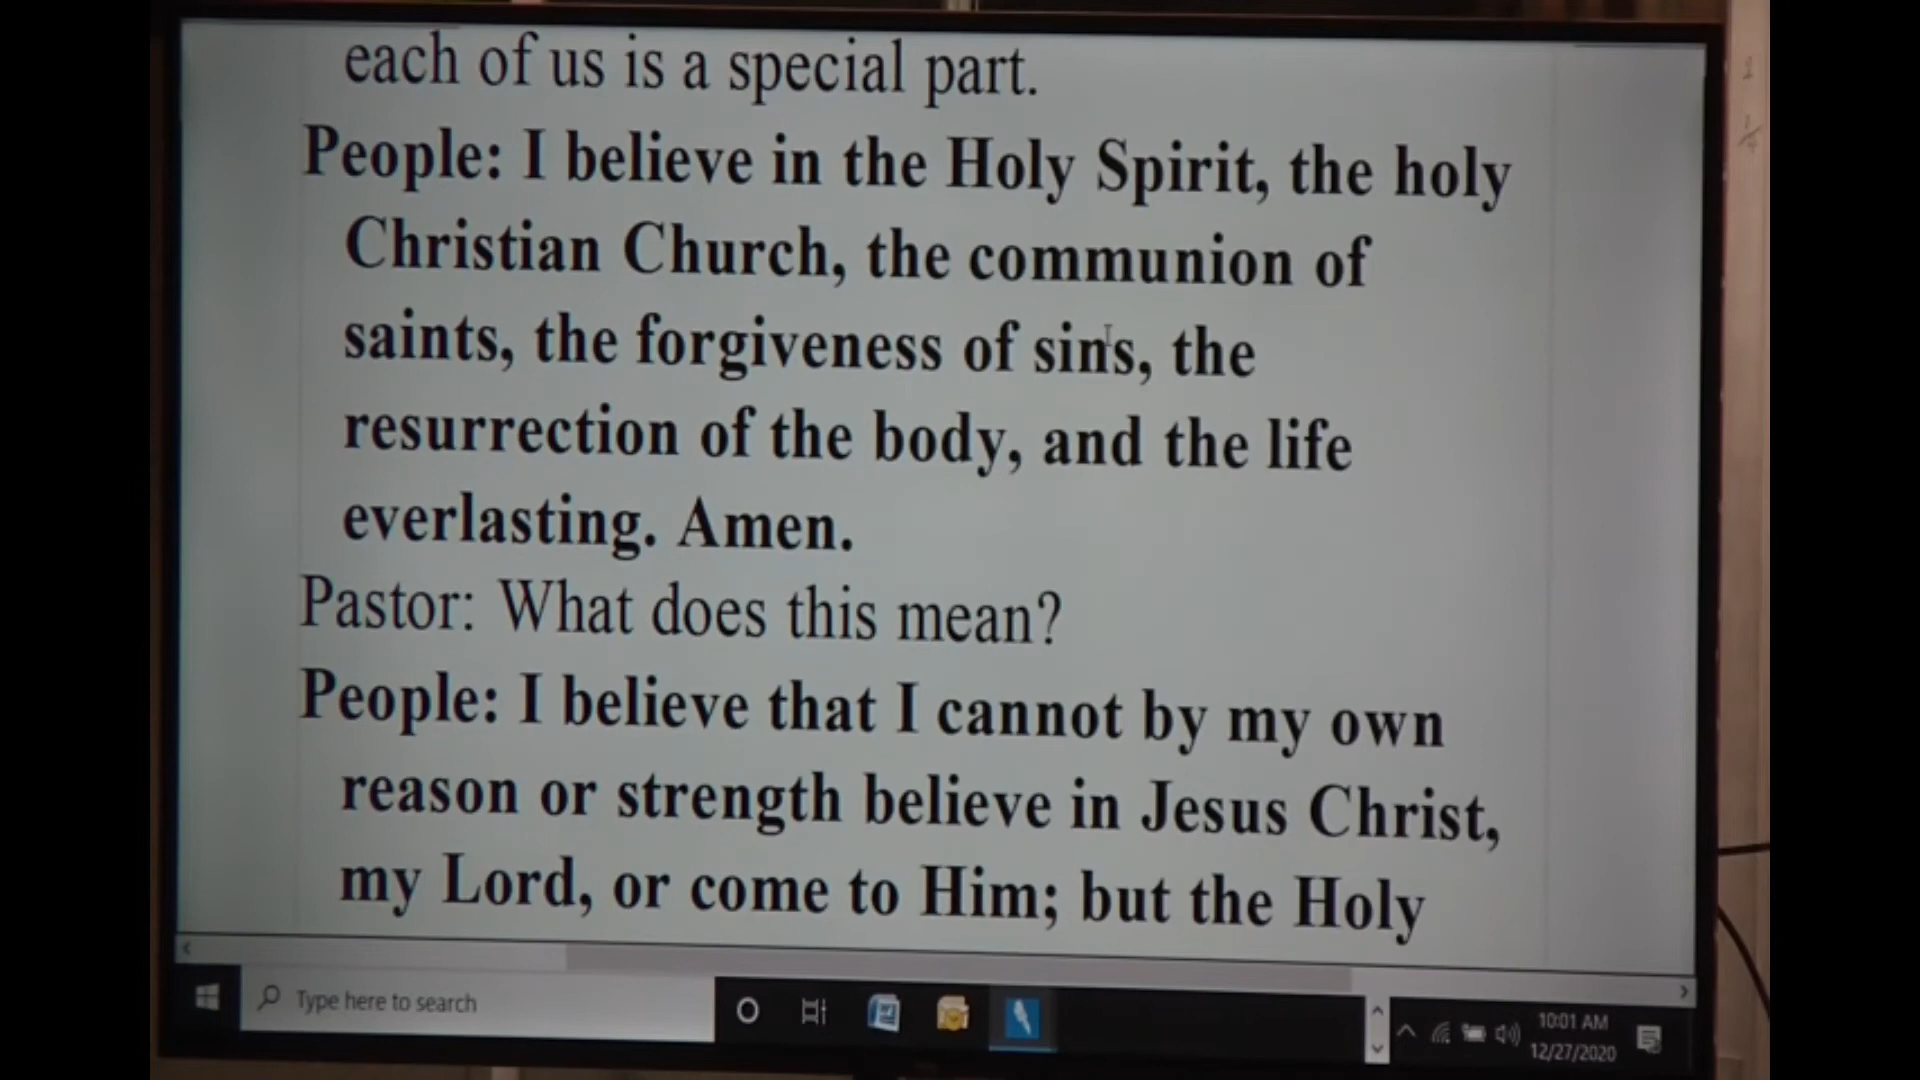 each of us is a special part.
People: I believe in the Holy Spirit, the holy
Christian Church, the communion of
saints, the forgiveness of sins, the
resurrection of the body, and the life
everlasting. Amen.
Pastor: What does this mean?
People: I believe that I cannot by my own
reason or strength believe in Jesus Christ,
my Lord, or come to Him; but the Holy
Type here to search
10:01 AM
12/27/2020